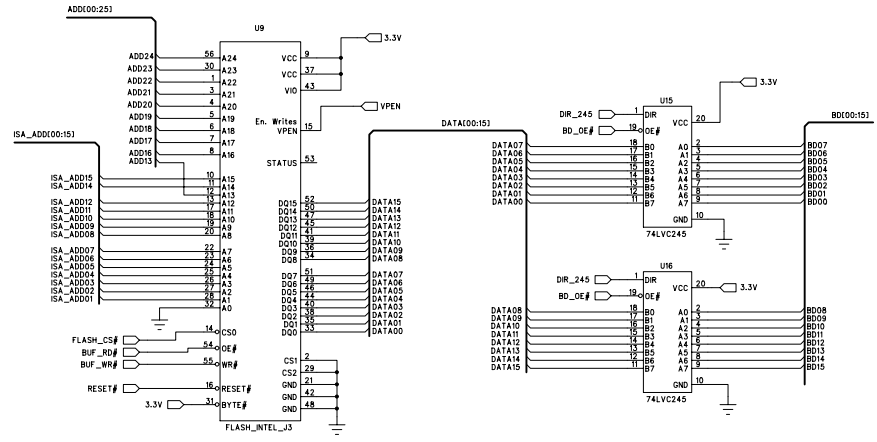 ADD[00:25]
U9
ADD24 56 A24
ADD23 30 A23
ADD22 1 A22
ADD21 3 A21
ADD20 4 A20
ADD19 5 A19
ADD18 6 A18
ADD17 7 A17
ADD16 8 A16
ADD13
ISA_ADD[00:15]
ISA_ADD15 10 A15
ISA_ADD14 11 A14
12 A13
ISA_ADD12 13 A12
ISA_ADD11 17 A11
ISA_ADD10 18 A10
ISA_ADD09 19 A9
ISA_ADD08 20 A8
ISA_ADD07 22 A7
ISA_ADD06 23 A6
ISA_ADD05 24 A5
ISA_ADD04 25 A4
ISA_ADD03 26 A3
ISA_ADD02 27 A2
ISA_ADD01 28 A1
32 A0
FLASH_CS# 14 CS0
BUF_RD# 54 OE#
BUF_WR# 55 WR#
RESET# 16 RESET#
3.3V 31 BYTE#
VCC 9 3.3V
VCC 37
VIO 43
En. Writes
VPEN 15 VPEN
STATUS 53
DATA[00:15]
DQ15 52 DATA15
DQ14 50 DATA14
DQ13 47 DATA13
DQ12 45 DATA12
DQ11 41 DATA11
DQ10 39 DATA10
DQ9 36 DATA09
DQ8 34 DATA08
DQ7 51 DATA07
DQ6 49 DATA06
DQ5 46 DATA05
DQ4 44 DATA04
DQ3 40 DATA03
DQ2 38 DATA02
DQ1 35 DATA01
DQ0 33 DATA00
CS1 2
CS2 29
GND 21
GND 42
GND 48
FLASH_INTEL_J3
U15
DIR_245 1 DIR
BD_OE# 19 OE#
VCC 20 3.3V
BD[00:15]
DATA07 18 B0 A0 2 BD07
DATA06 17 B1 A1 3 BD06
DATA05 16 B2 A2 4 BD05
DATA04 15 B3 A3 5 BD04
DATA03 14 B4 A4 6 BD03
DATA02 13 B5 A5 7 BD02
DATA01 12 B6 A6 8 BD01
DATA00 11 B7 A7 9 BD00
GND 10
74LVC245
U16
DIR_245 1 DIR
BD_OE# 19 OE#
VCC 20 3.3V
DATA08 18 B0 A0 2 BD08
DATA09 17 B1 A1 3 BD09
DATA10 16 B2 A2 4 BD10
DATA11 15 B3 A3 5 BD11
DATA12 14 B4 A4 6 BD12
DATA13 13 B5 A5 7 BD13
DATA14 12 B6 A6 8 BD14
DATA15 11 B7 A7 9 BD15
GND 10
74LVC245